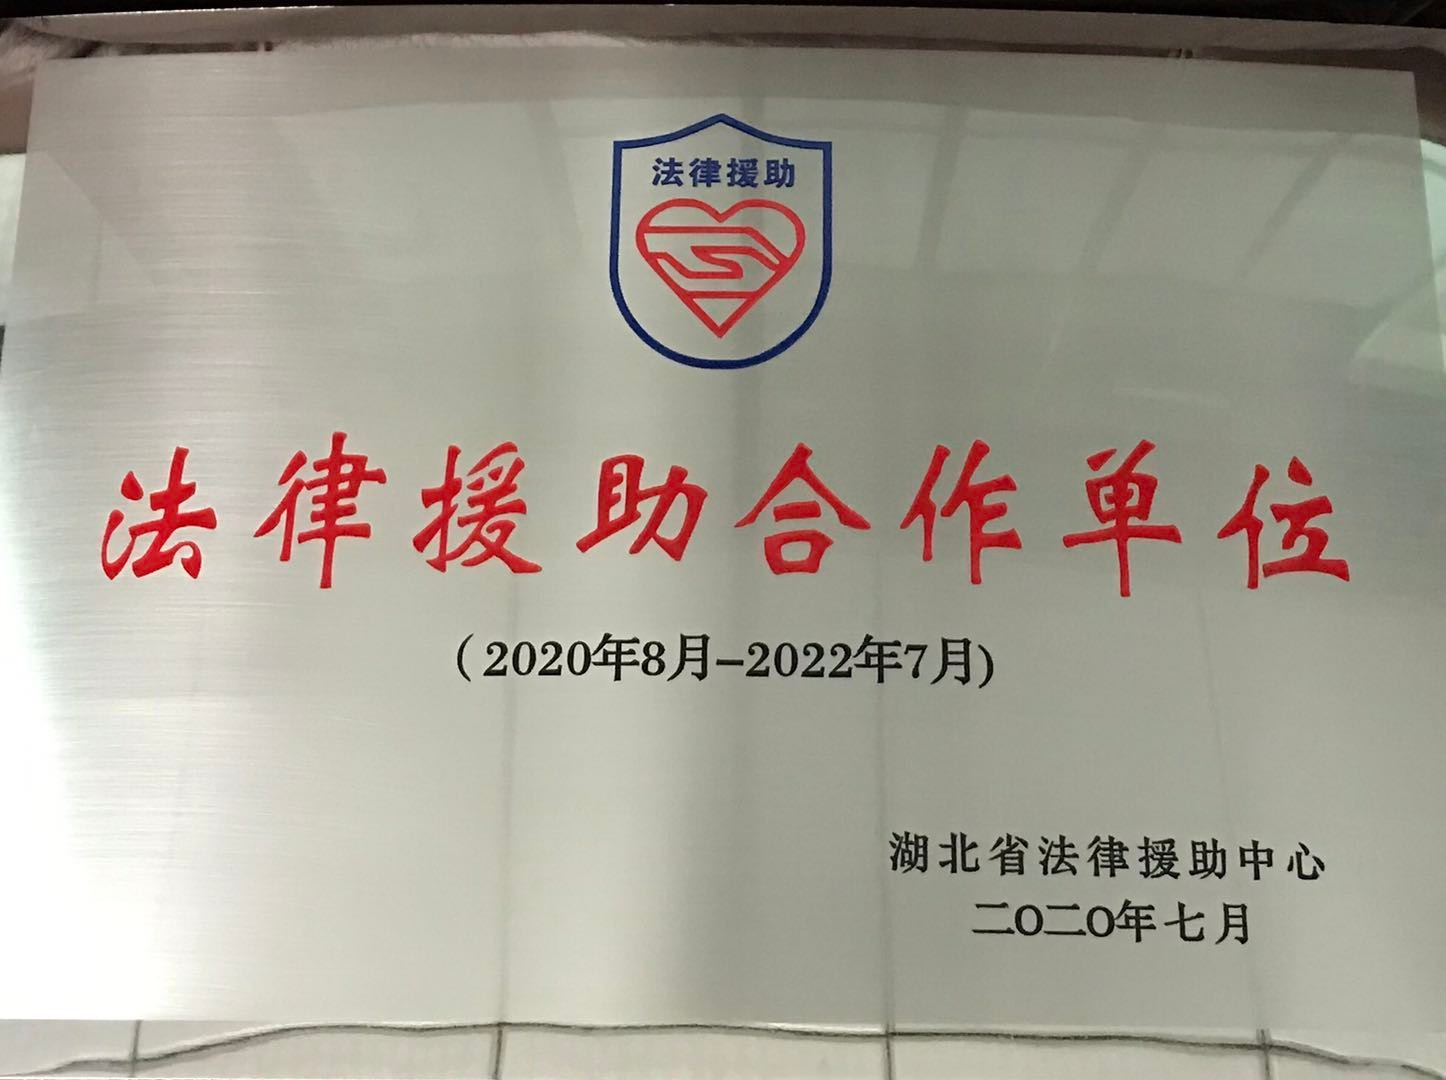 法律援助
法律援助合作单位
（2020年8月-2022年7月)
湖北省法律援助中心
二〇二〇年七月